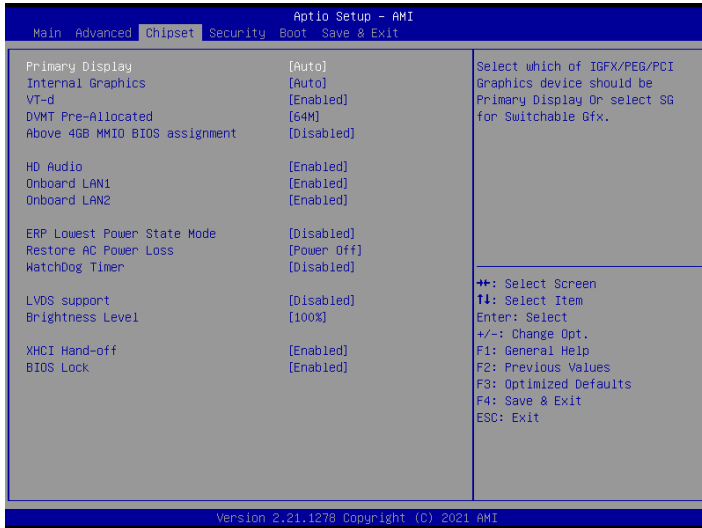 Aptio Setup – AMI
Main Advanced Chipset Security Boot Save & Exit
Primary Display [Auto]
Internal Graphics [Auto]
VT-d [Enabled]
DVMT Pre-Allocated [64M]
Above 4GB MMIO BIOS assignment [Disabled]
HD Audio [Enabled]
Onboard LAN1 [Enabled]
Onboard LAN2 [Enabled]
ERP Lowest Power State Mode [Disabled]
Restore AC Power Loss [Power Off]
WatchDog Timer [Disabled]
LVDS support [Disabled]
Brightness Level [100%]
XHCI Hand-off [Enabled]
BIOS Lock [Enabled]
Select which of IGFX/PEG/PCI
Graphics device should be
Primary Display Or select SG
for Switchable Gfx.
→←: Select Screen
↑↓: Select Item
Enter: Select
+/-: Change Opt.
F1: General Help
F2: Previous Values
F3: Optimized Defaults
F4: Save & Exit
ESC: Exit
Version 2.21.1278 Copyright (C) 2021 AMI